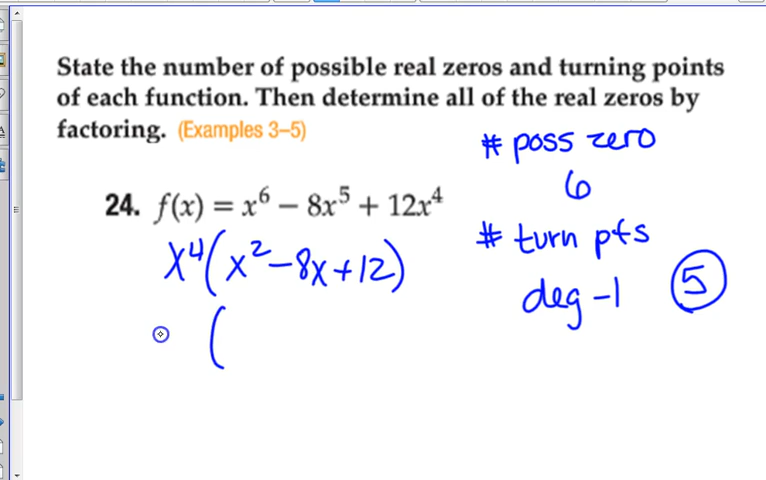 State the number of possible real zeros and turning points
of each function. Then determine all of the real zeros by
factoring. (Examples 3–5)
# poss zero
6
24. f(x) = x⁶ – 8x⁵ + 12x⁴
# turn pts
x⁴(x²-8x+12)
deg -1 5
(